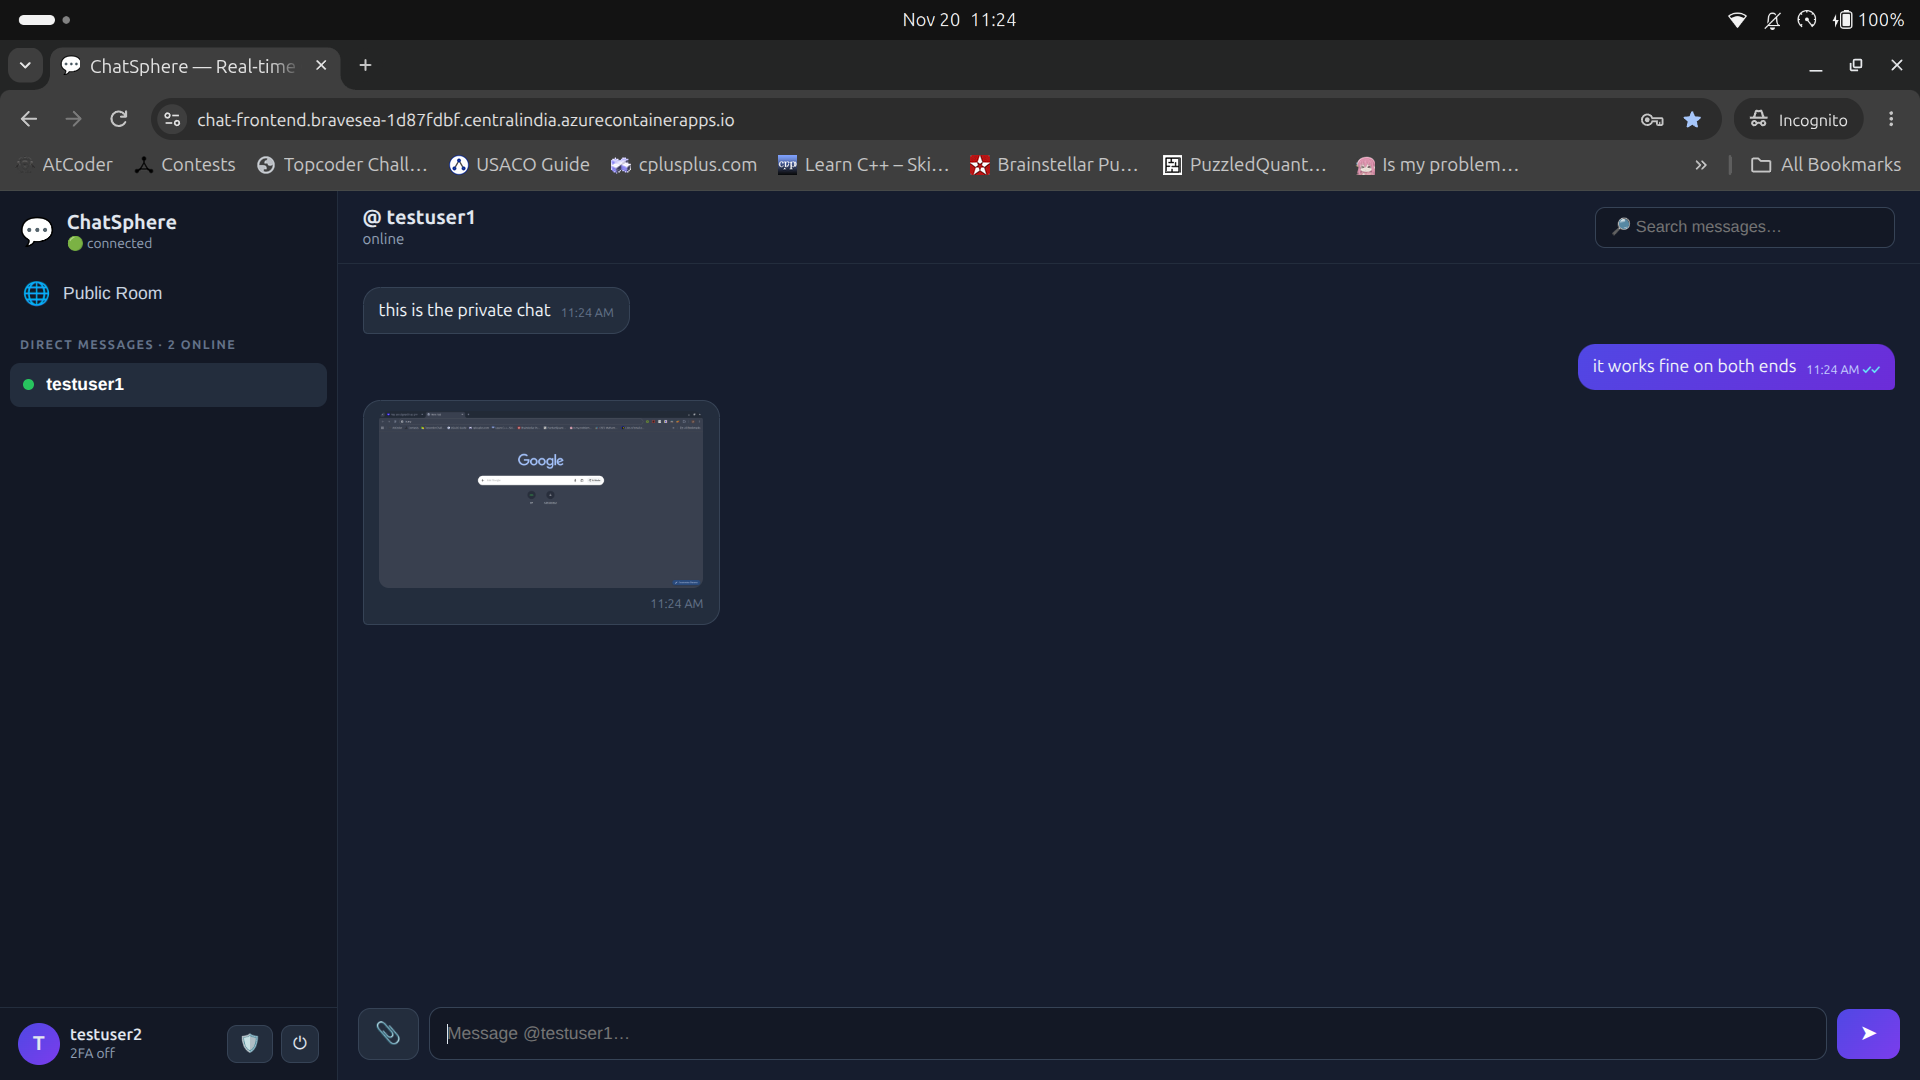 Nov 20 11:24
100%
ChatSphere — Real-time
chat-frontend.bravesea-1d87fdbf.centralindia.azurecontainerapps.io
Incognito
AtCoder
Contests
Topcoder Chall…
USACO Guide
cplusplus.com
Learn C++ – Ski…
Brainstellar Pu…
PuzzledQuant…
Is my problem…
All Bookmarks
ChatSphere
connected
Public Room
DIRECT MESSAGES · 2 ONLINE
testuser1
@ testuser1
online
Search messages…
this is the private chat 11:24 AM
it works fine on both ends 11:24 AM
Google
11:24 AM
T
testuser2
2FA off
Message @testuser1…